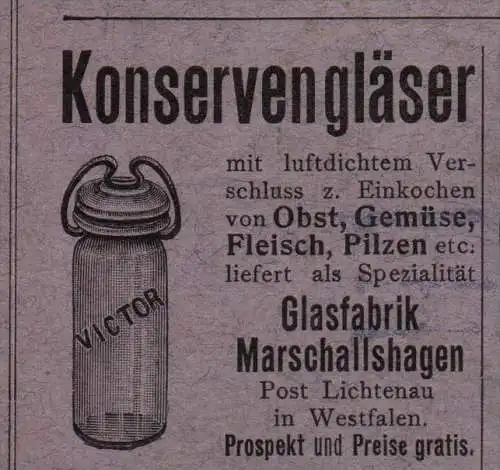 Konservengläser
mit luftdichtem Ver-
schluss z. Einkochen
von Obst, Gemüse,
Fleisch, Pilzen etc.
liefert als Spezialität
Glasfabrik
Marschallshagen
Post Lichtenau
in Westfalen.
Prospekt und Preise gratis.
VICTOR